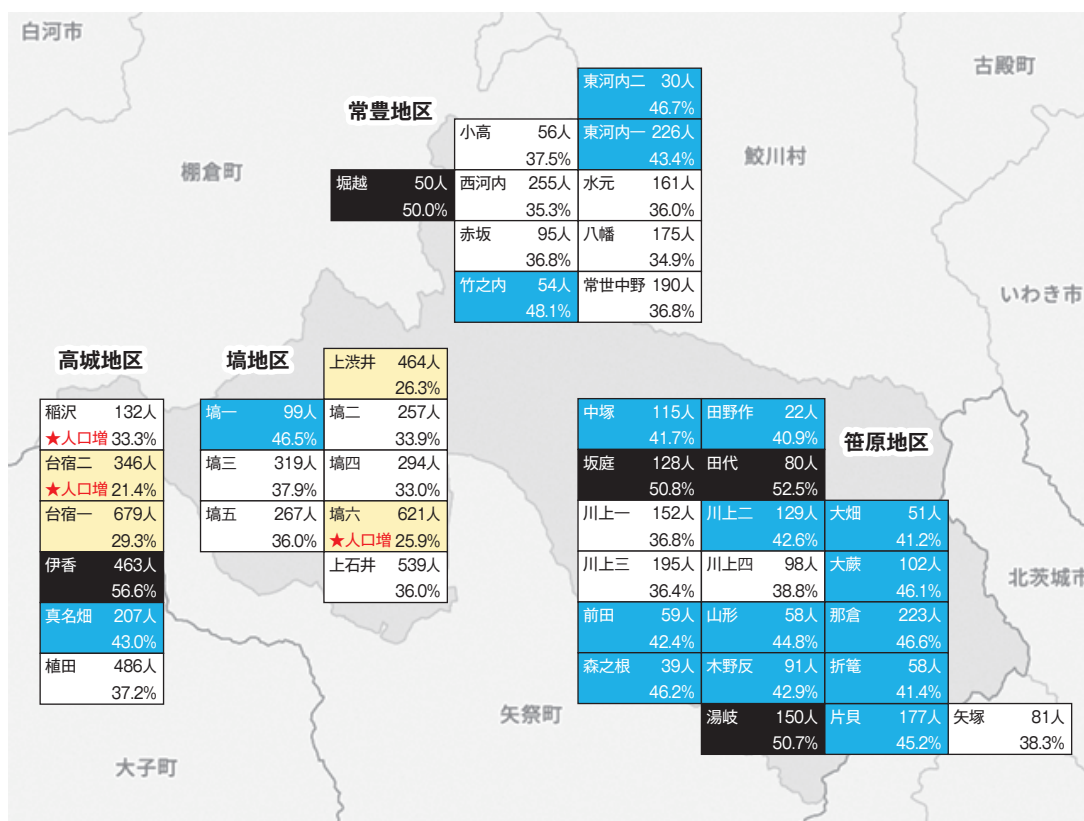 白河市
古殿町
棚倉町
鮫川村
いわき市
北茨城市
矢祭町
大子町
常豊地区
東河内二 30人
46.7%
小高 56人
37.5%
東河内一 226人
43.4%
堀越 50人
50.0%
西河内 255人
35.3%
水元 161人
36.0%
赤坂 95人
36.8%
八幡 175人
34.9%
竹之内 54人
48.1%
常世中野 190人
36.8%
高城地区
稲沢 132人
★人口増 33.3%
台宿二 346人
★人口増 21.4%
台宿一 679人
29.3%
伊香 463人
56.6%
真名畑 207人
43.0%
植田 486人
37.2%
塙地区
上渋井 464人
26.3%
塙一 99人
46.5%
塙二 257人
33.9%
塙三 319人
37.9%
塙四 294人
33.0%
塙五 267人
36.0%
塙六 621人
★人口増 25.9%
上石井 539人
36.0%
笹原地区
中塚 115人
41.7%
田野作 22人
40.9%
坂庭 128人
50.8%
田代 80人
52.5%
川上一 152人
36.8%
川上二 129人
42.6%
大畑 51人
41.2%
川上三 195人
36.4%
川上四 98人
38.8%
大蕨 102人
46.1%
前田 59人
42.4%
山形 58人
44.8%
那倉 223人
46.6%
森之根 39人
46.2%
木野反 91人
42.9%
折篭 58人
41.4%
湯岐 150人
50.7%
片貝 177人
45.2%
矢塚 81人
38.3%